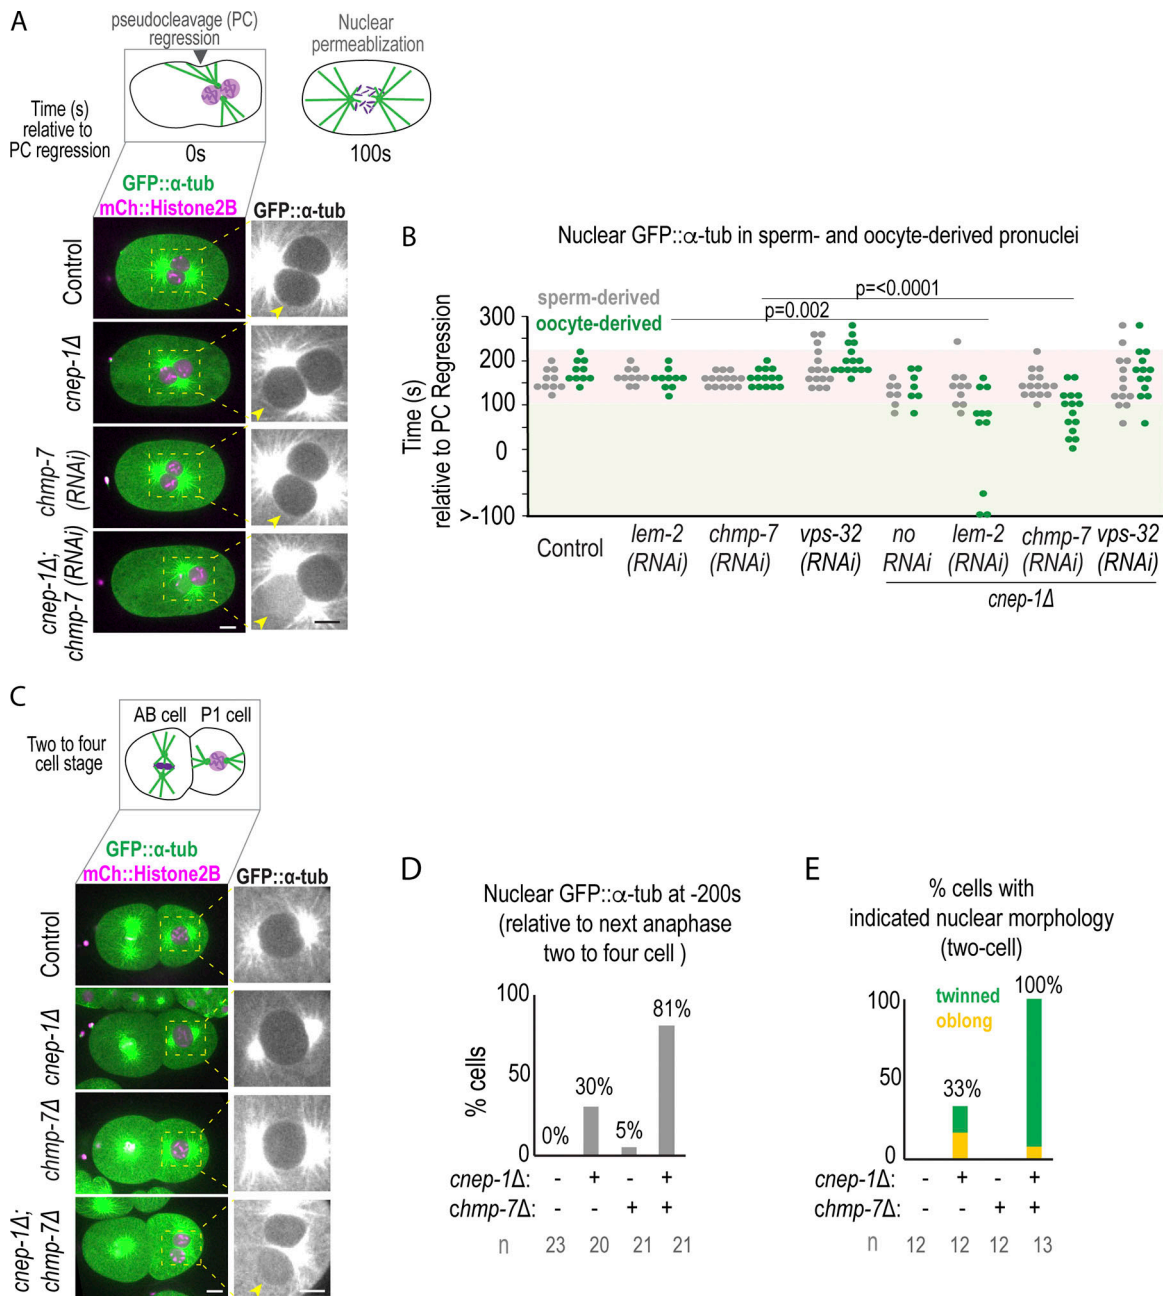 A
pseudocleavage (PC)
regression
Nuclear
permeablization
Time (s)
relative to
PC regression
0s
100s
GFP::α-tub
mCh::Histone2B
GFP::α-tub
Control
cnep-1Δ
chmp-7
(RNAi)
cnep-1Δ;
chmp-7 (RNAi)
B
Nuclear GFP::α-tub in sperm- and oocyte-derived pronuclei
sperm-derived
oocyte-derived
p=<0.0001
p=0.002
Time (s)
relative to PC Regression
300
200
100
0
>-100
Control
lem-2
(RNAi)
chmp-7
(RNAi)
vps-32
(RNAi)
no
RNAi
lem-2
(RNAi)
chmp-7
(RNAi)
vps-32
(RNAi)
cnep-1Δ
C
AB cell
P1 cell
Two to four
cell stage
GFP::α-tub
mCh::Histone2B
GFP::α-tub
Control
cnep-1Δ
chmp-7Δ
cnep-1Δ;
chmp-7Δ
D
Nuclear GFP::α-tub at -200s
(relative to next anaphase
two to four cell )
% cells
100
50
0
0%
30%
5%
81%
cnep-1Δ: - + - +
chmp-7Δ: - - + +
n 23 20 21 21
E
% cells with
indicated nuclear morphology
(two-cell)
twinned
oblong
100
50
0
33%
100%
cnep-1Δ: - + - +
chmp-7Δ: - - + +
n 12 12 12 13